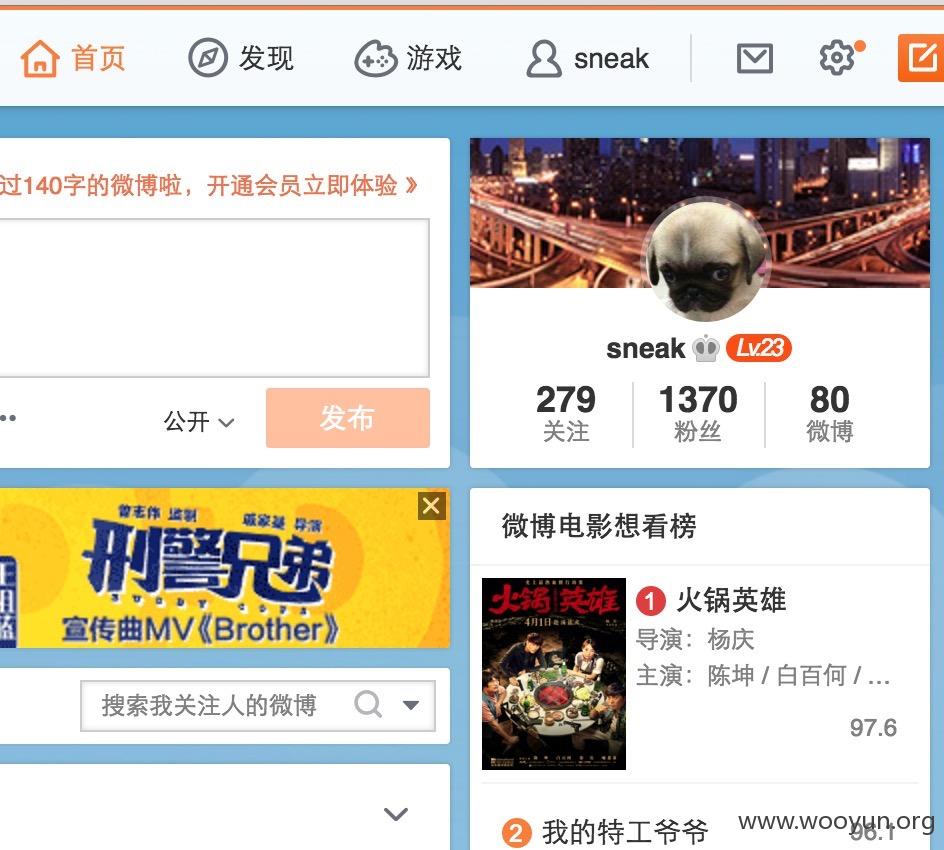 首页 发现 游戏 sneak
过140字的微博啦，开通会员立即体验 »
公开 发布
sneak Lv.23
279 1370 80
关注 粉丝 微博
曾志伟 监制 戚家基 导演
刑警兄弟
BUDDY COPS
宣传曲MV《Brother》
搜索我关注人的微博
微博电影想看榜
火锅英雄
4月1日
1 火锅英雄
导演：杨庆
主演：陈坤 / 白百何 / ...
97.6
2 我的特工爷爷
96.1
www.wooyun.org